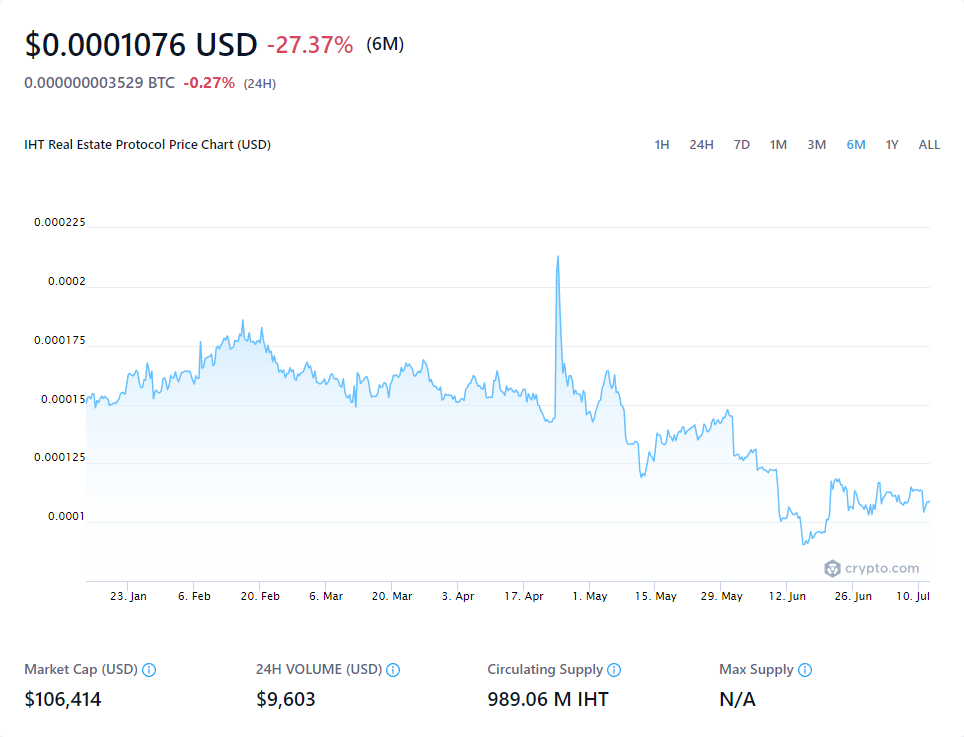 $0.0001076 USD -27.37% (6M)
0.000000003529 BTC -0.27% (24H)
IHT Real Estate Protocol Price Chart (USD) 1H 24H 7D 1M 3M 6M 1Y ALL
0.000225
0.0002
0.000175
0.00015
0.000125
0.0001
crypto.com
23. Jan 6. Feb 20. Feb 6. Mar 20. Mar 3. Apr 17. Apr 1. May 15. May 29. May 12. Jun 26. Jun 10. Jul
Market Cap (USD) 24H VOLUME (USD) Circulating Supply Max Supply
$106,414 $9,603 989.06 M IHT N/A